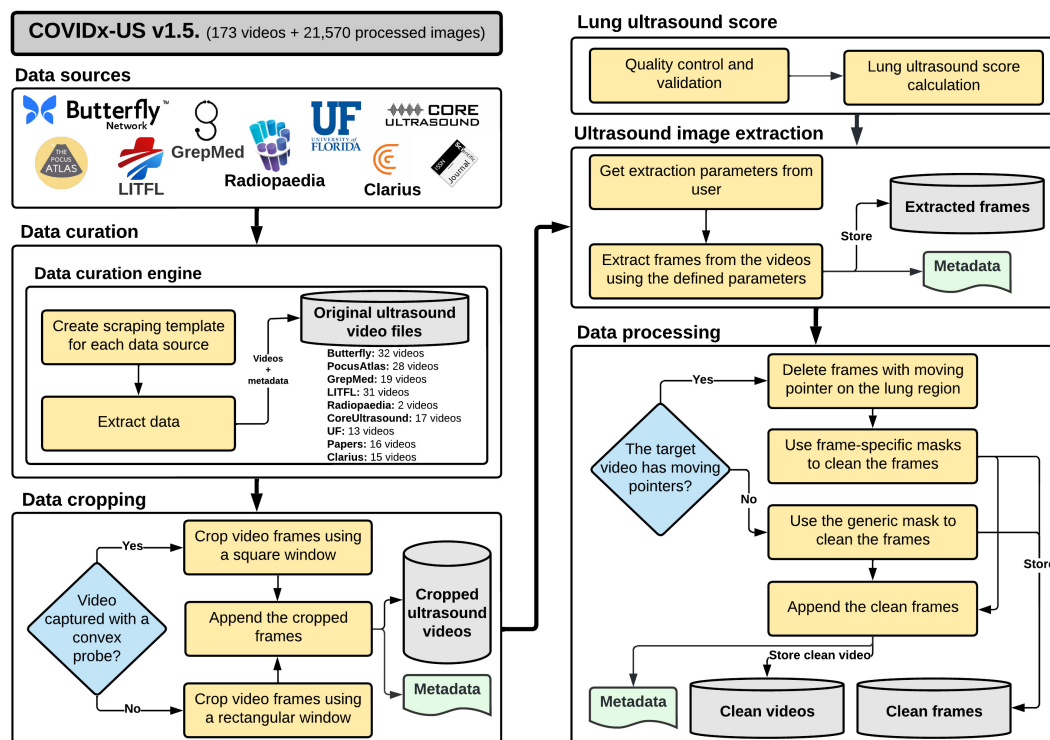 COVIDx-US v1.5. (173 videos + 21,570 processed images)
Data sources
Butterfly™
Network
GrepMed
UF
UNIVERSITY of
FLORIDA
CORE
ULTRASOUND
THE
POCUS
ATLAS
LITFL
Radiopaedia
Clarius
ISSN
Scientific
Journal
Data curation
Data curation engine
Create scraping template
for each data source
Extract data
Videos
+
metadata
Original ultrasound
video files
Butterfly: 32 videos
PocusAtlas: 28 videos
GrepMed: 19 videos
LITFL: 31 videos
Radiopaedia: 2 videos
CoreUltrasound: 17 videos
UF: 13 videos
Papers: 16 videos
Clarius: 15 videos
Data cropping
Video
captured with a
convex
probe?
Yes
No
Crop video frames using
a square window
Append the cropped
frames
Crop video frames using
a rectangular window
Cropped
ultrasound
videos
Metadata
Lung ultrasound score
Quality control and
validation
Lung ultrasound score
calculation
Ultrasound image extraction
Get extraction parameters from
user
Extract frames from the videos
using the defined parameters
Store
Extracted frames
Metadata
Data processing
The target
video has moving
pointers?
Yes
No
Delete frames with moving
pointer on the lung region
Use frame-specific masks
to clean the frames
Use the generic mask to
clean the frames
Append the clean frames
Store
Store clean video
Metadata
Clean videos
Clean frames